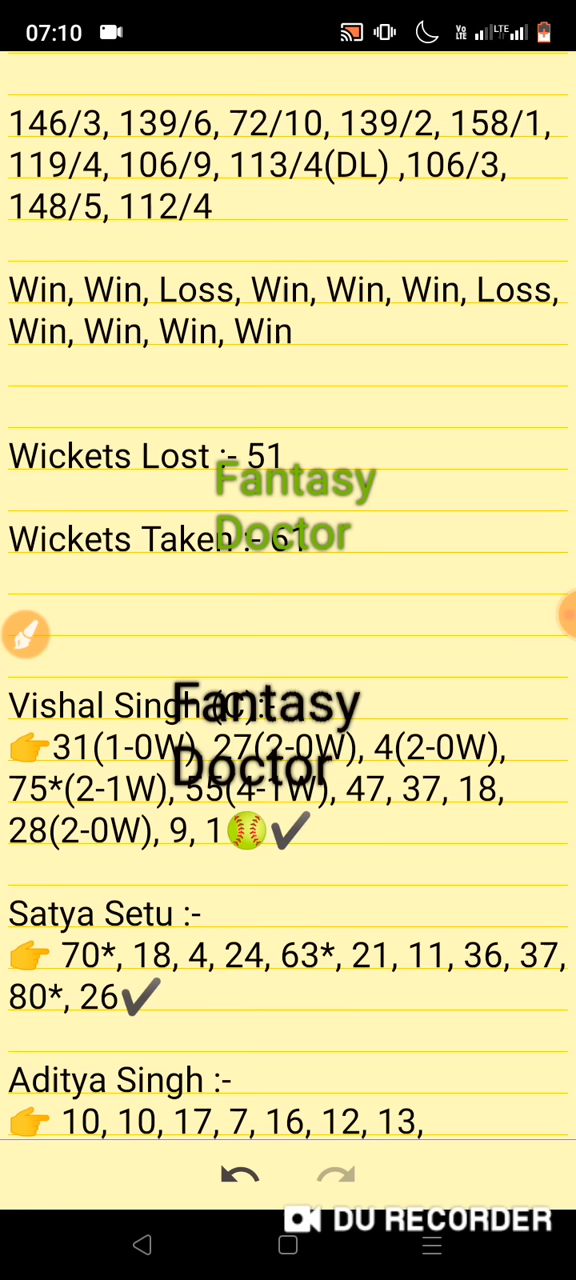 07:10
Vo LTE LTE
146/3, 139/6, 72/10, 139/2, 158/1,
119/4, 106/9, 113/4(DL) ,106/3,
148/5, 112/4
Win, Win, Loss, Win, Win, Win, Loss,
Win, Win, Win, Win
Wickets Lost :- 51
Fantasy
Doctor
Wickets Taken :- 61
Vishal Singh (C) :-
Fantasy
Doctor
👉31(1-0W), 27(2-0W), 4(2-0W),
75*(2-1W), 55(4-1W), 47, 37, 18,
28(2-0W), 9, 1🥎✔
Satya Setu :-
👉 70*, 18, 4, 24, 63*, 21, 11, 36, 37,
80*, 26✔
Aditya Singh :-
👉 10, 10, 17, 7, 16, 12, 13,
DU RECORDER